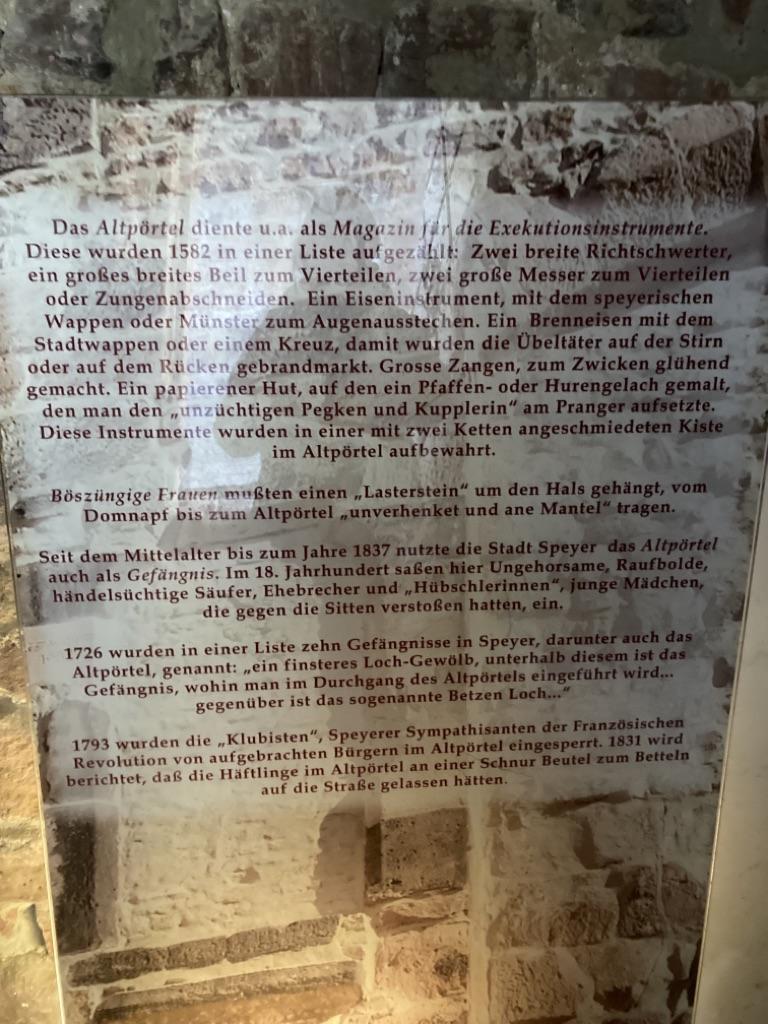 Das Altpörtel diente u.a. als Magazin für die Exekutionsinstrumente.
Diese wurden 1582 in einer Liste aufgezählt: Zwei breite Richtschwerter,
ein großes breites Beil zum Vierteilen, zwei große Messer zum Vierteilen
oder Zungenabschneiden. Ein Eiseninstrument, mit dem speyerischen
Wappen oder Münster zum Augenausstechen. Ein Brenneisen mit dem
Stadtwappen oder einem Kreuz, damit wurden die Übeltäter auf der Stirn
oder auf dem Rücken gebrandmarkt. Grosse Zangen, zum Zwicken glühend
gemacht. Ein papierener Hut, auf den ein Pfaffen- oder Hurengelach gemalt,
den man den „unzüchtigen Pegken und Kupplerin“ am Pranger aufsetzte.
Diese Instrumente wurden in einer mit zwei Ketten angeschmiedeten Kiste
im Altpörtel aufbewahrt.
Böszüngige Frauen mußten einen „Lasterstein“ um den Hals gehängt, vom
Domnapf bis zum Altpörtel „unverhenket und ane Mantel“ tragen.
Seit dem Mittelalter bis zum Jahre 1837 nutzte die Stadt Speyer das Altpörtel
auch als Gefängnis. Im 18. Jahrhundert saßen hier Ungehorsame, Raufbolde,
händelsüchtige Säufer, Ehebrecher und „Hübschlerinnen“, junge Mädchen,
die gegen die Sitten verstoßen hatten, ein.
1726 wurden in einer Liste zehn Gefängnisse in Speyer, darunter auch das
Altpörtel, genannt: „ein finsteres Loch-Gewölb, unterhalb diesem ist das
Gefängnis, wohin man im Durchgang des Altpörtels eingeführt wird...
gegenüber ist das sogenannte Betzen Loch...“
1793 wurden die „Klubisten“, Speyerer Sympathisanten der Französischen
Revolution von aufgebrachten Bürgern im Altpörtel eingesperrt. 1831 wird
berichtet, daß die Häftlinge im Altpörtel an einer Schnur Beutel zum Betteln
auf die Straße gelassen hätten.